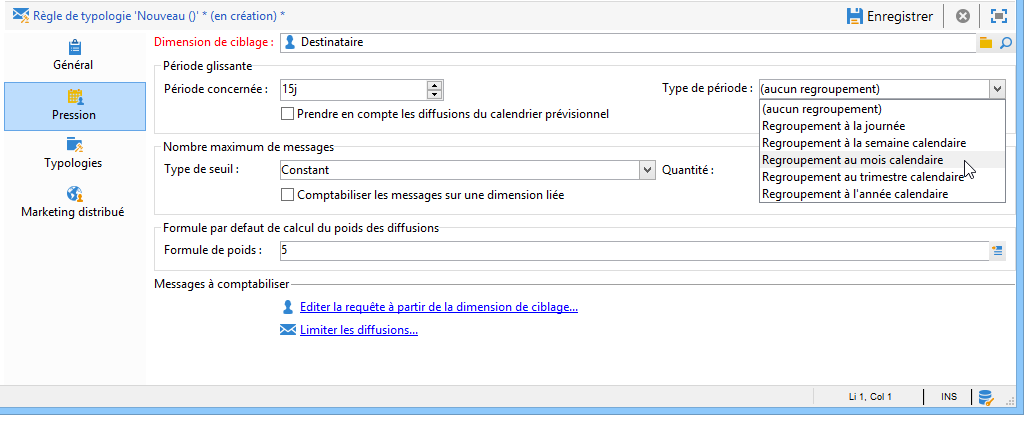 Règle de typologie 'Nouveau ()' * (en création) *
Enregistrer
Général
Pression
Typologies
Marketing distribué
Dimension de ciblage :
Destinataire
Période glissante
Période concernée :
15j
Type de période :
(aucun regroupement)
Prendre en compte les diffusions du calendrier prévisionnel
(aucun regroupement)
Regroupement à la journée
Regroupement à la semaine calendaire
Regroupement au mois calendaire
Regroupement au trimestre calendaire
Regroupement à l'année calendaire
Nombre maximum de messages
Type de seuil :
Constant
Quantité :
Comptabiliser les messages sur une dimension liée
Formule par defaut de calcul du poids des diffusions
Formule de poids :
5
Messages à comptabiliser
Editer la requête à partir de la dimension de ciblage...
Limiter les diffusions...
Li 1, Col 1
INS